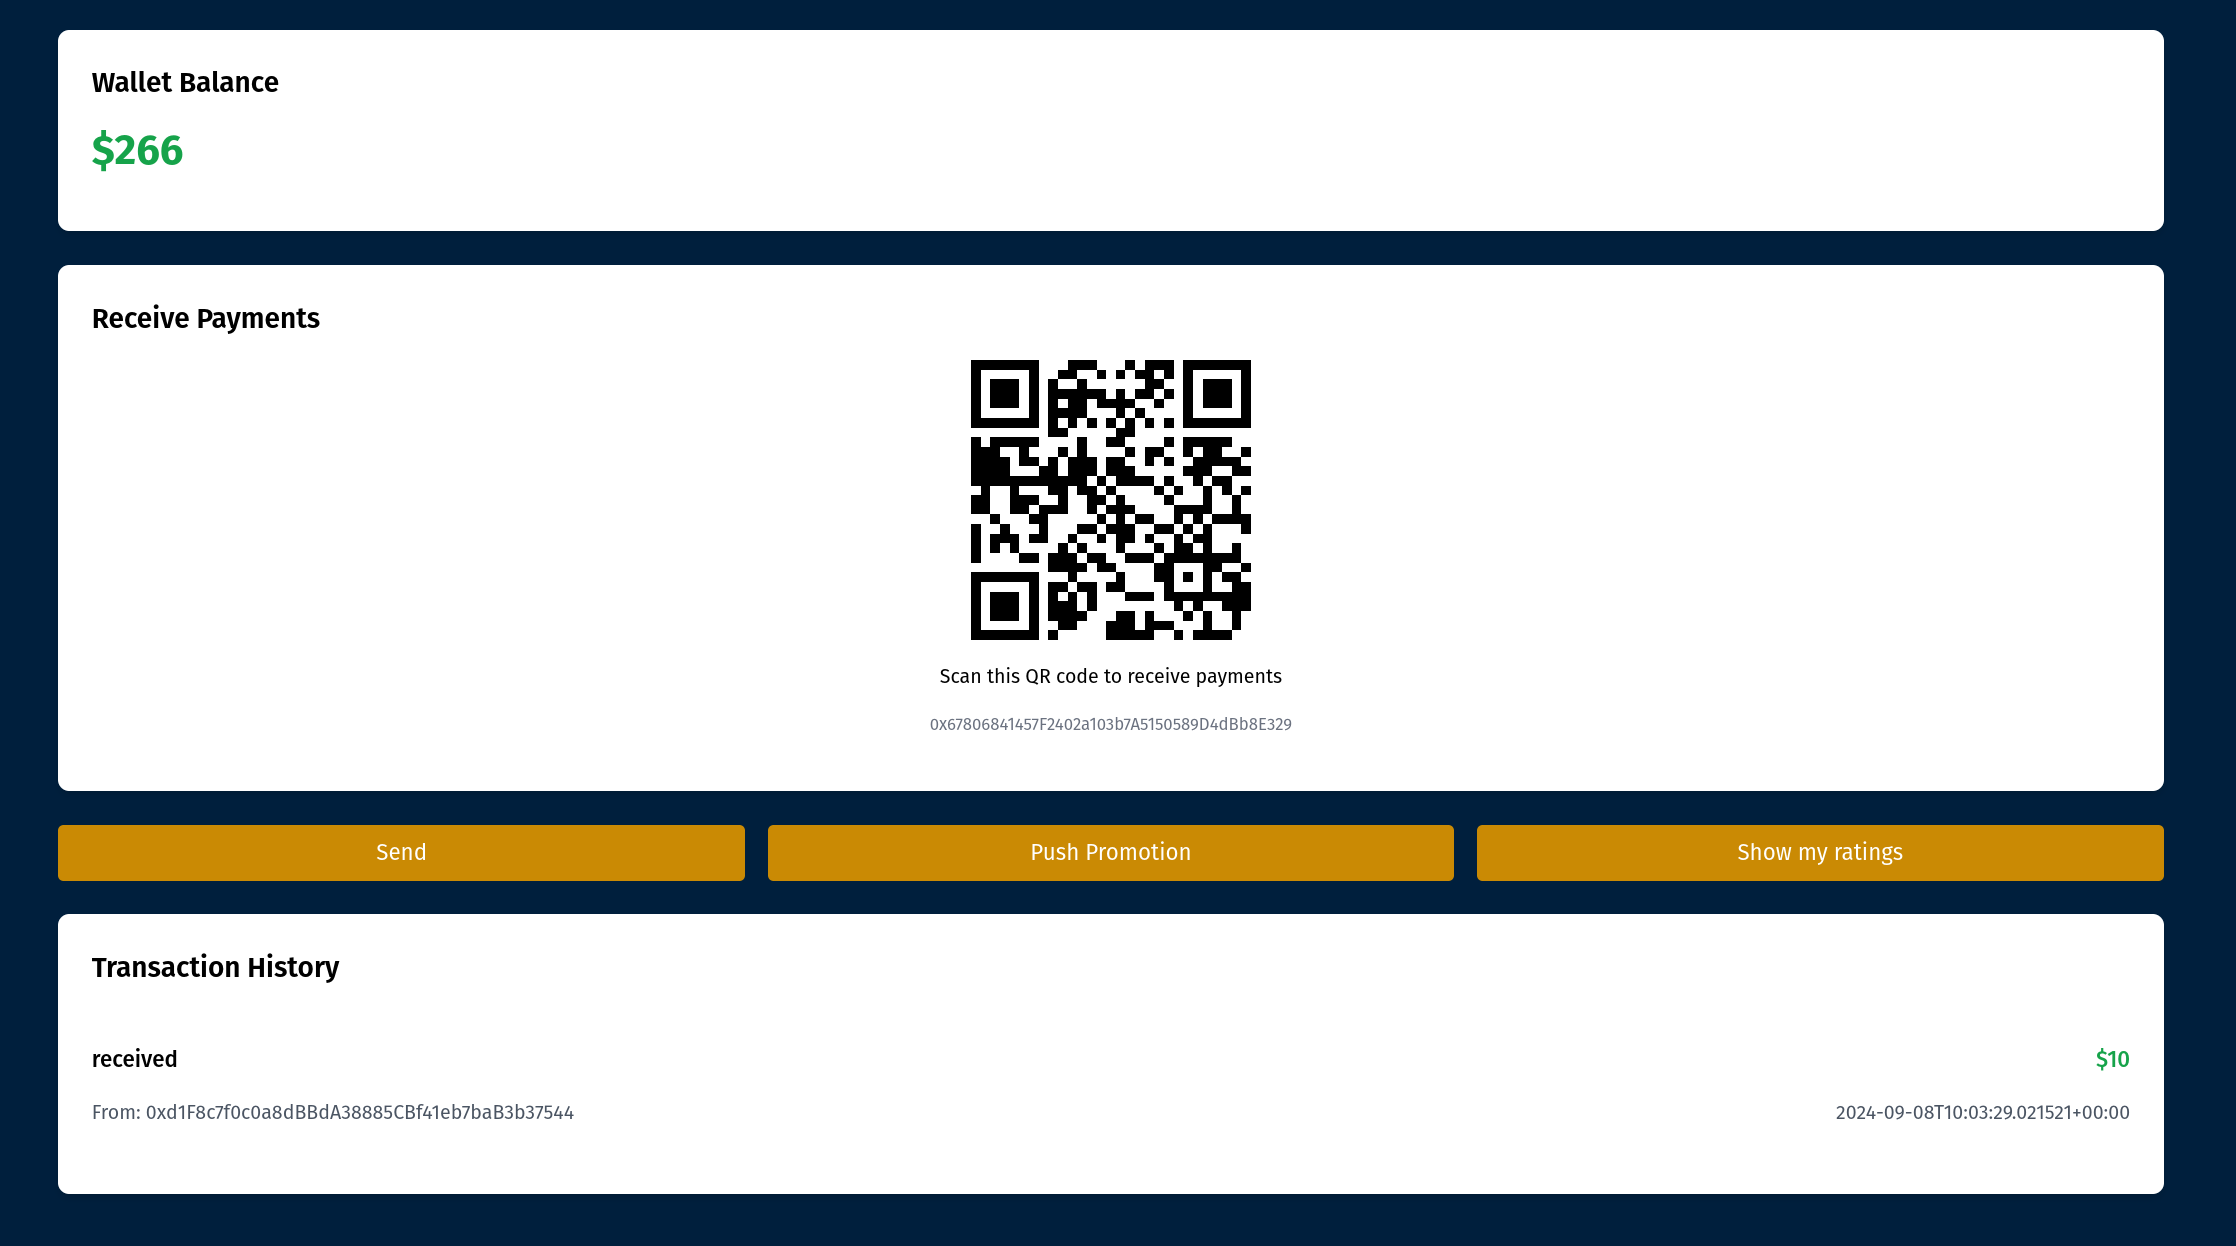 Wallet Balance
$266
Receive Payments
Scan this QR code to receive payments
0x67806841457F2402a103b7A5150589D4dBb8E329
Send
Push Promotion
Show my ratings
Transaction History
received
$10
From: 0xd1F8c7f0c0a8dBBdA38885CBf41eb7baB3b37544
2024-09-08T10:03:29.021521+00:00